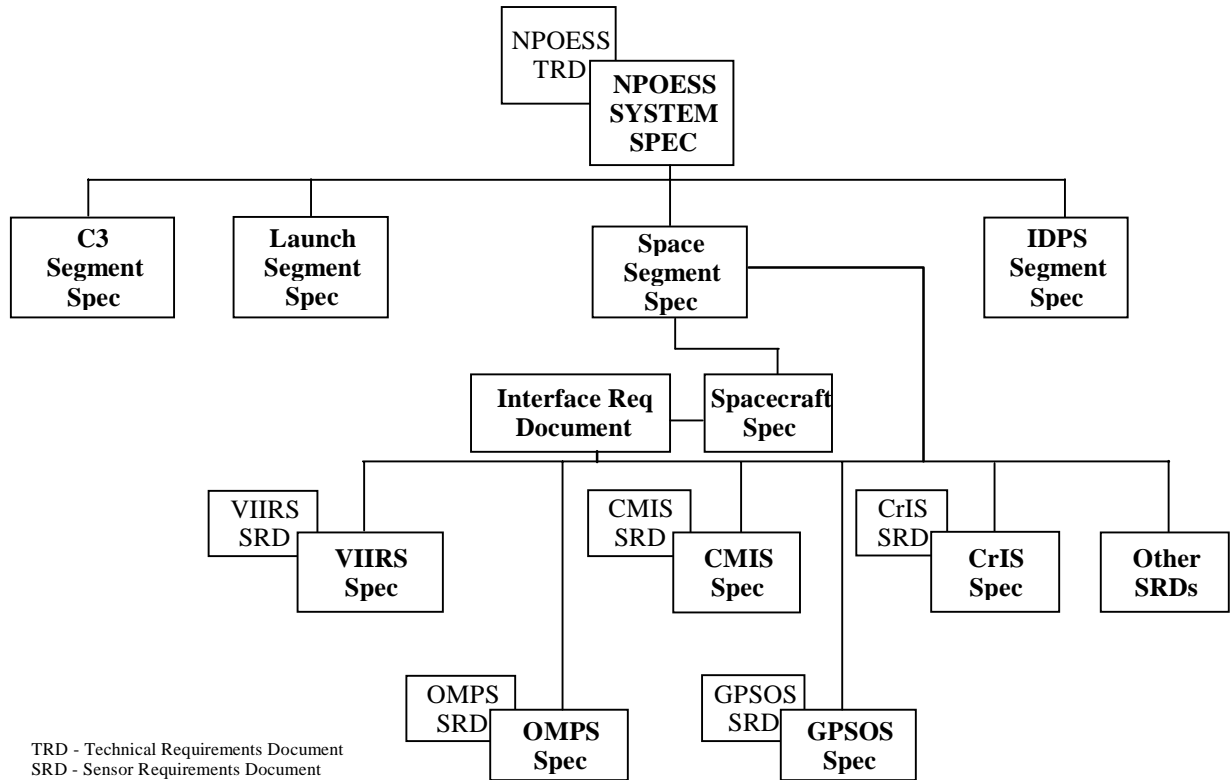 NPOESS
TRD
NPOESS
SYSTEM
SPEC
C3
Segment
Spec
Launch
Segment
Spec
Space
Segment
Spec
IDPS
Segment
Spec
Interface Req
Document
Spacecraft
Spec
VIIRS
SRD
VIIRS
Spec
CMIS
SRD
CMIS
Spec
CrIS
SRD
CrIS
Spec
Other
SRDs
OMPS
SRD
OMPS
Spec
GPSOS
SRD
GPSOS
Spec
TRD - Technical Requirements Document
SRD - Sensor Requirements Document